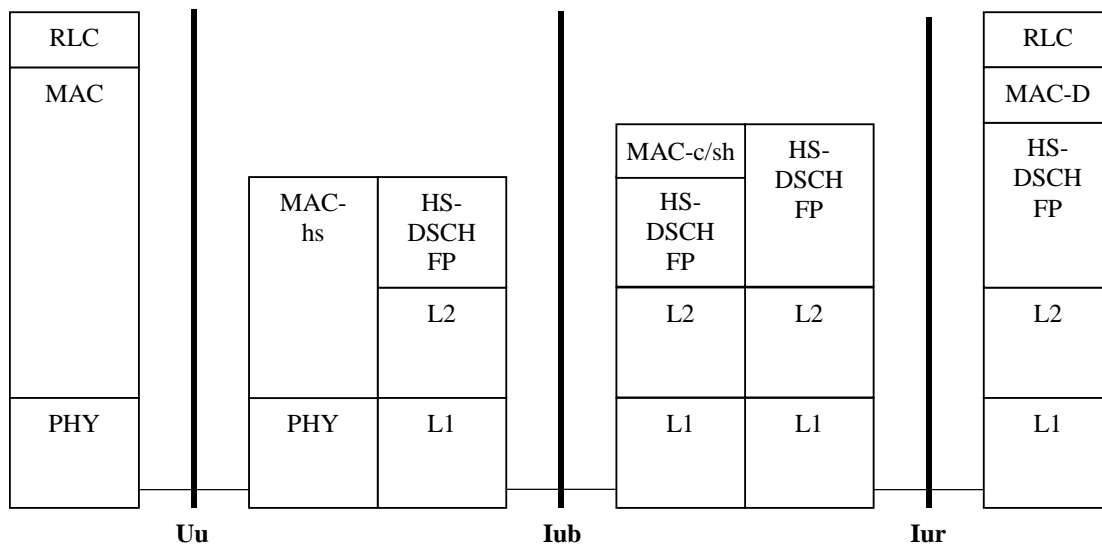 RLC
MAC
PHY
MAC-
hs
PHY
HS-
DSCH
FP
L2
L1
MAC-c/sh
HS-
DSCH
FP
L2
L1
HS-
DSCH
FP
L2
L1
RLC
MAC-D
HS-
DSCH
FP
L2
L1
Uu
Iub
Iur